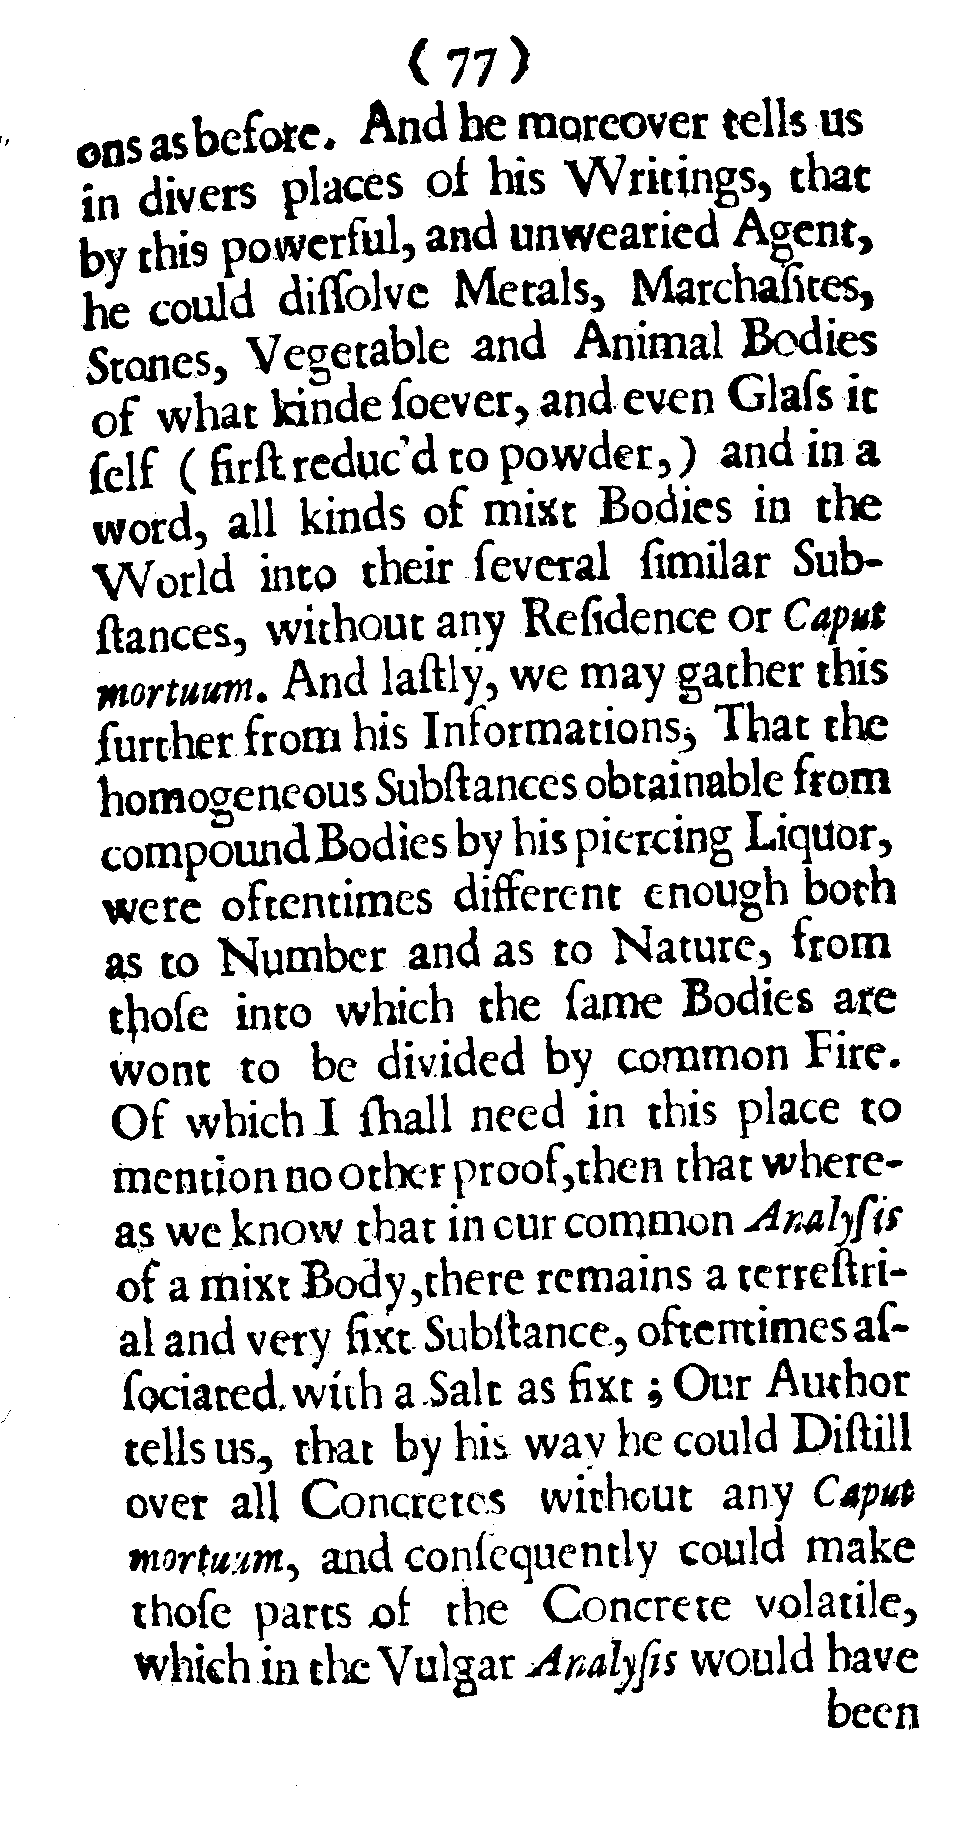 ( 77 )
ons as before. And he moreover tells us
in divers places of his Writings, that
by this powerful, and unwearied Agent,
he could diſſolve Metals, Marchaſites,
Stones, Vegetable and Animal Bodies
of what kinde ſoever, and even Glaſs it
ſelf ( firſt reduc'd to powder, ) and in a
word, all kinds of mixt Bodies in the
World into their ſeveral ſimilar Sub-
ſtances, without any Reſidence or Caput
mortuum. And laſtly, we may gather this
further from his Informations, That the
homogeneous Subſtances obtainable from
compound Bodies by his piercing Liquor,
were oftentimes different enough both
as to Number and as to Nature, from
thoſe into which the ſame Bodies are
wont to be divided by common Fire.
Of which I ſhall need in this place to
mention no other proof, then that where-
as we know that in our common Analyſis
of a mixt Body, there remains a terreſtri-
al and very fixt Subſtance, oftentimes aſ-
ſociated with a Salt as fixt ; Our Author
tells us, that by his way he could Diſtill
over all Concretes without any Caput
mortuum, and conſequently could make
thoſe parts of the Concrete volatile,
which in the Vulgar Analyſis would have
been